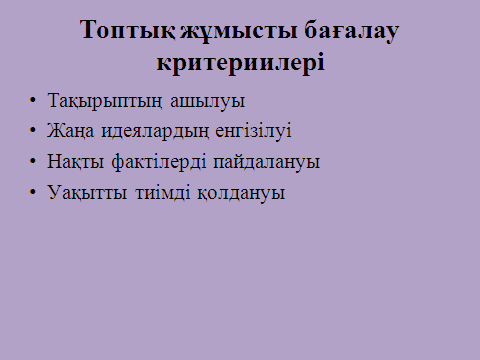 Топтық жұмысты бағалау
критериилері
• Тақырыптың ашылуы
• Жаңа идеялардың енгізілуі
• Нақты фактілерді пайдалануы
• Уақытты тиімді қолдануы